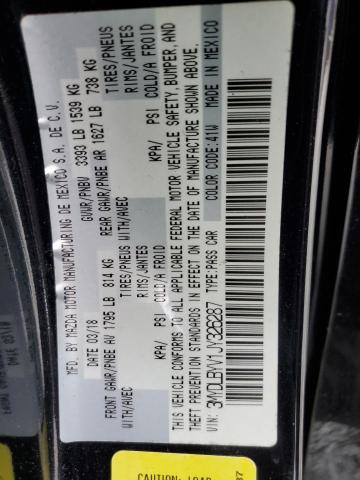 MFD. BY MAZDA MOTOR MANUFACTURING DE MEXICO S.A. DE C.V.
DATE: 03/18 GVWR/PNBV 3393 LB 1539 KG
FRONT GAWR/PNBE AV 1795 LB 814 KG REAR GAWR/PNBE AR 1627 LB 738 KG
WITH/AVEC TIRES/PNEUS WITH/AVEC TIRES/PNEUS
RIMS/JANTES RIMS/JANTES
KPA/ PSI COLD/A FROID KPA/ PSI COLD/A FROID
THIS VEHICLE CONFORMS TO ALL APPLICABLE FEDERAL MOTOR VEHICLE SAFETY, BUMPER, AND
THEFT PREVENTION STANDARDS IN EFFECT ON THE DATE OF MANUFACTURE SHOWN ABOVE.
VIN: 3MYDLBYV1JY326287 TYPE: PASS CAR COLOR CODE: 41W MADE IN MEXICO
CAUTION: LOAD